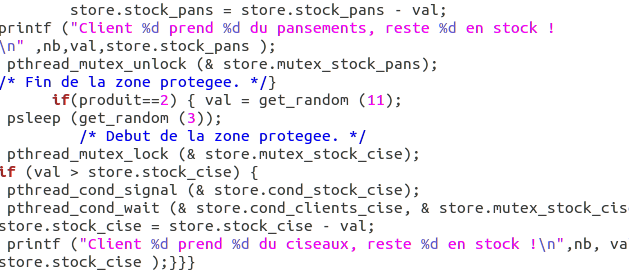 store.stock_pans = store.stock_pans - val;
printf ("Client %d prend %d du pansements, reste %d en stock !
\n" ,nb,val,store.stock_pans );
pthread_mutex_unlock (& store.mutex_stock_pans);
/* Fin de la zone protegee. */}
if(produit==2) { val = get_random (11);
psleep (get_random (3));
/* Debut de la zone protegee. */
pthread_mutex_lock (& store.mutex_stock_cise);
if (val > store.stock_cise) {
pthread_cond_signal (& store.cond_stock_cise);
pthread_cond_wait (& store.cond_clients_cise, & store.mutex_stock_cis
store.stock_cise = store.stock_cise - val;
printf ("Client %d prend %d du ciseaux, reste %d en stock !\n",nb, va
store.stock_cise );}}}